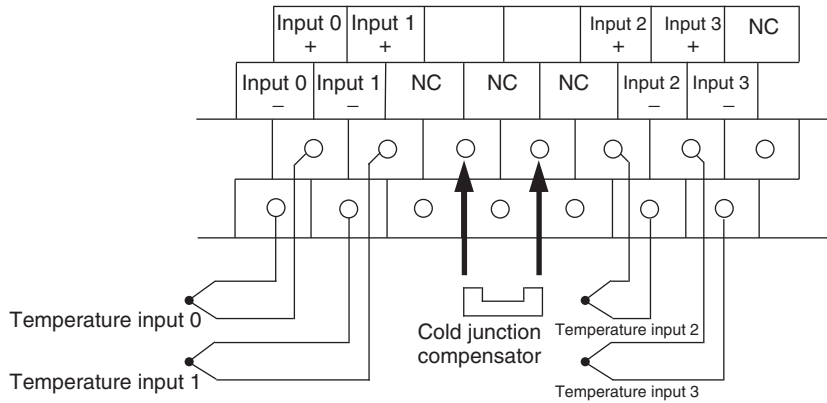 Input 0 Input 1 Input 2 Input 3 NC
+ + + +
Input 0 Input 1 NC NC NC Input 2 Input 3
– – – –
Temperature input 0
Cold junction
compensator
Temperature input 2
Temperature input 1
Temperature input 3